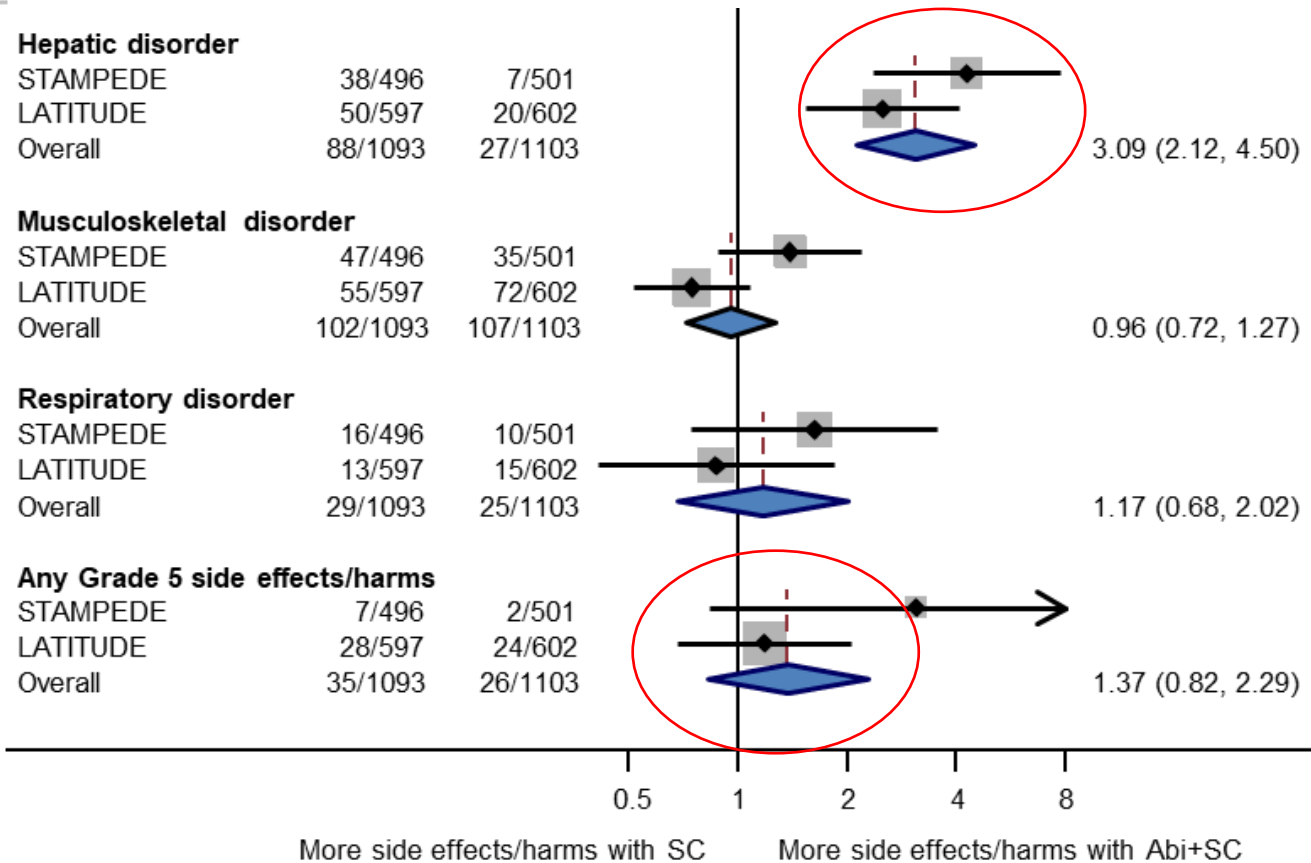 Hepatic disorder
STAMPEDE 38/496 7/501
LATITUDE 50/597 20/602
Overall 88/1093 27/1103 3.09 (2.12, 4.50)
Musculoskeletal disorder
STAMPEDE 47/496 35/501
LATITUDE 55/597 72/602
Overall 102/1093 107/1103 0.96 (0.72, 1.27)
Respiratory disorder
STAMPEDE 16/496 10/501
LATITUDE 13/597 15/602
Overall 29/1093 25/1103 1.17 (0.68, 2.02)
Any Grade 5 side effects/harms
STAMPEDE 7/496 2/501
LATITUDE 28/597 24/602
Overall 35/1093 26/1103 1.37 (0.82, 2.29)
0.5 1 2 4 8
More side effects/harms with SC More side effects/harms with Abi+SC